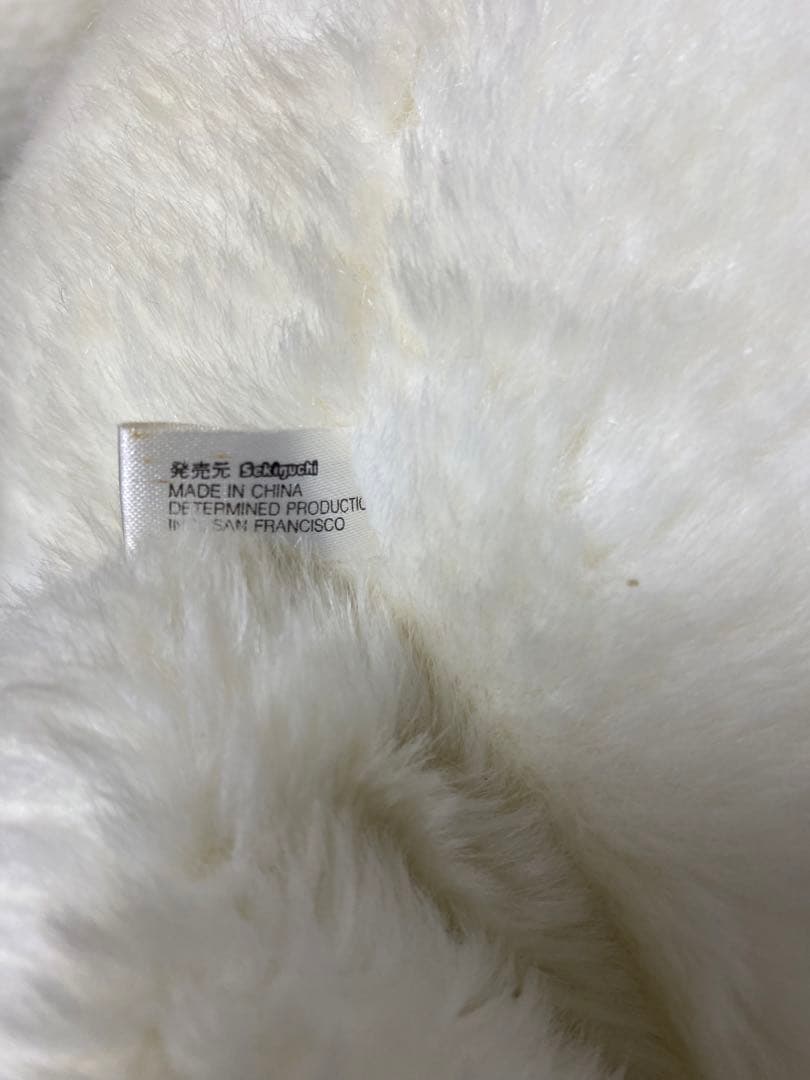 発売元 Sekiguchi
MADE IN CHINA
DETERMINED PRODUCTIO
SAN FRANCISCO